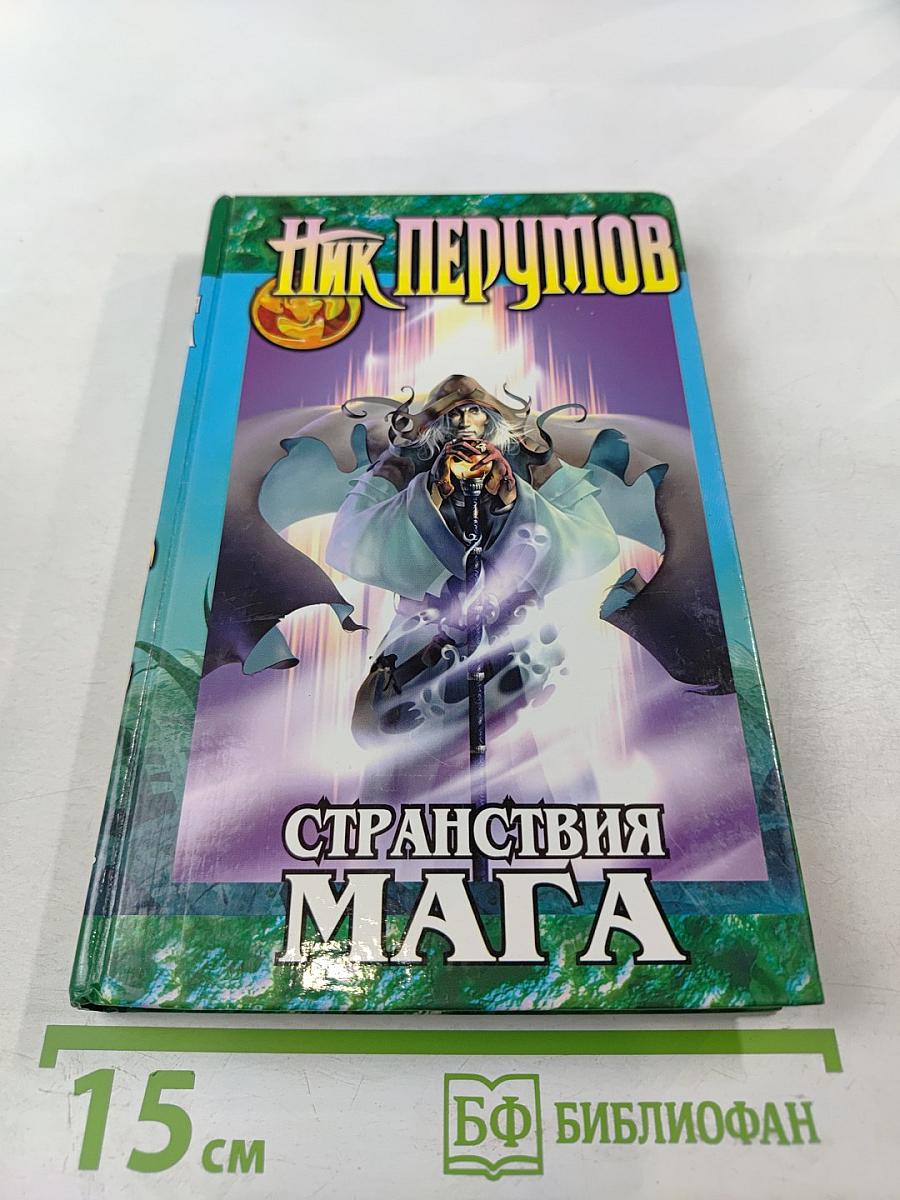 Ник ПЕРУМОВ
СТРАНСТВИЯ
МАГА
15 см
БФ БИБЛИОФАН